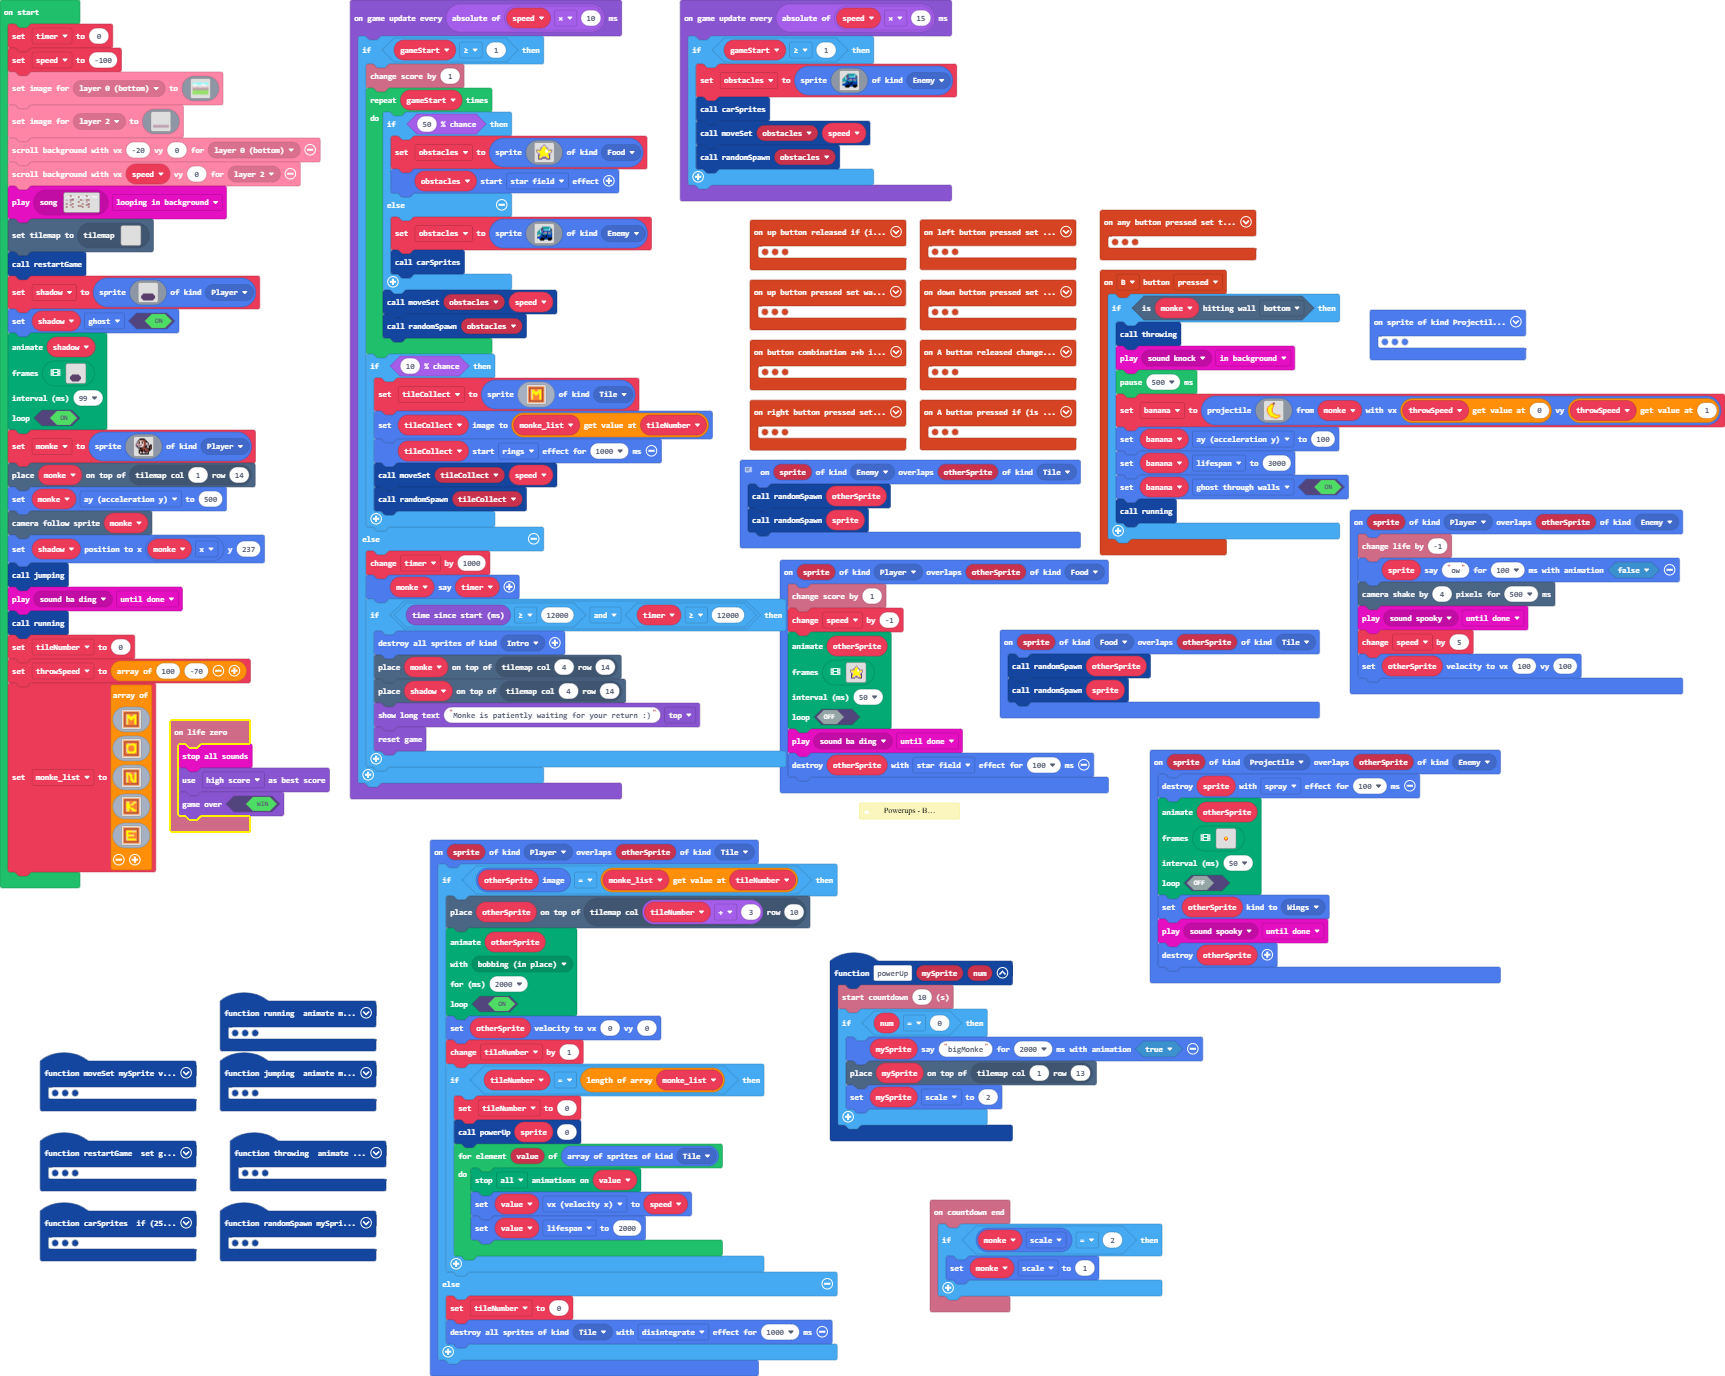 on start
set timer to 0
set speed to -100
set image for layer 0 (bottom) to
set image for layer 2 to
scroll background with vx -20 vy 0 for layer 0 (bottom)
scroll background with vx speed vy 0 for layer 2
play song looping in background
set tilemap to tilemap
call restartGame
set shadow to sprite of kind Player
set shadow ghost ON
animate shadow
frames
interval (ms) 99
loop ON
set monke to sprite of kind Player
place monke on top of tilemap col 1 row 14
set monke ay (acceleration y) to 500
camera follow sprite monke
set shadow position to x monke x y 237
call jumping
play sound ba ding until done
call running
set tileNumber to 0
set throwSpeed to array of 100 -70
set monke_list to array of
M
O
N
K
E
on life zero
stop all sounds
use high score as best score
game over WIN
on game update every absolute of speed × 10 ms
if gameStart ≥ 1 then
change score by 1
repeat gameStart times
do if 50 % chance then
set obstacles to sprite of kind Food
obstacles start star field effect
else
set obstacles to sprite of kind Enemy
call carSprites
call moveSet obstacles speed
call randomSpawn obstacles
if 10 % chance then
set tileCollect to sprite M of kind Tile
set tileCollect image to monke_list get value at tileNumber
tileCollect start rings effect for 1000 ms
call moveSet tileCollect speed
call randomSpawn tileCollect
else
change timer by 1000
monke say timer
if time since start (ms) ≥ 12000 and timer ≥ 12000 then
destroy all sprites of kind Intro
place monke on top of tilemap col 4 row 14
place shadow on top of tilemap col 4 row 14
show long text "Monke is patiently waiting for your return :)" top
reset game
on game update every absolute of speed × 15 ms
if gameStart ≥ 1 then
set obstacles to sprite of kind Enemy
call carSprites
call moveSet obstacles speed
call randomSpawn obstacles
on up button released if (i...
on left button pressed set ...
on up button pressed set wa...
on down button pressed set ...
on button combination a+b i...
on A button released change...
on right button pressed set...
on A button pressed if (is ...
on any button pressed set t...
on B button pressed
if is monke hitting wall bottom then
call throwing
play sound knock in background
pause 500 ms
set banana to projectile from monke with vx throwSpeed get value at 0 vy throwSpeed get value at 1
set banana ay (acceleration y) to 100
set banana lifespan to 3000
set banana ghost through walls ON
call running
on sprite of kind Projectil...
on sprite of kind Enemy overlaps otherSprite of kind Tile
call randomSpawn otherSprite
call randomSpawn sprite
on sprite of kind Player overlaps otherSprite of kind Food
change score by 1
change speed by -1
animate otherSprite
frames
interval (ms) 50
loop OFF
play sound ba ding until done
destroy otherSprite with star field effect for 100 ms
on sprite of kind Food overlaps otherSprite of kind Tile
call randomSpawn otherSprite
call randomSpawn sprite
on sprite of kind Player overlaps otherSprite of kind Enemy
change life by -1
sprite say "ow" for 100 ms with animation false
camera shake by 4 pixels for 500 ms
play sound spooky until done
change speed by 5
set otherSprite velocity to vx 100 vy 100
Powerups - B...
on sprite of kind Projectile overlaps otherSprite of kind Enemy
destroy sprite with spray effect for 100 ms
animate otherSprite
frames
interval (ms) 50
loop OFF
set otherSprite kind to Wings
play sound spooky until done
destroy otherSprite
on sprite of kind Player overlaps otherSprite of kind Tile
if otherSprite image = monke_list get value at tileNumber then
place otherSprite on top of tilemap col tileNumber + 3 row 10
animate otherSprite
with bobbing (in place)
for (ms) 2000
loop ON
set otherSprite velocity to vx 0 vy 0
change tileNumber by 1
if tileNumber = length of array monke_list then
set tileNumber to 0
call powerUp sprite 0
for element value of array of sprites of kind Tile
do stop all animations on value
set value vx (velocity x) to speed
set value lifespan to 2000
else
set tileNumber to 0
destroy all sprites of kind Tile with disintegrate effect for 1000 ms
function powerUp mySprite num
start countdown 10 (s)
if num = 0 then
mySprite say "bigMonke" for 2000 ms with animation true
place mySprite on top of tilemap col 1 row 13
set mySprite scale to 2
on countdown end
if monke scale = 2 then
set monke scale to 1
function running animate m...
function moveSet mySprite v...
function jumping animate m...
function restartGame set g...
function throwing animate ...
function carSprites if (25...
function randomSpawn mySpri...